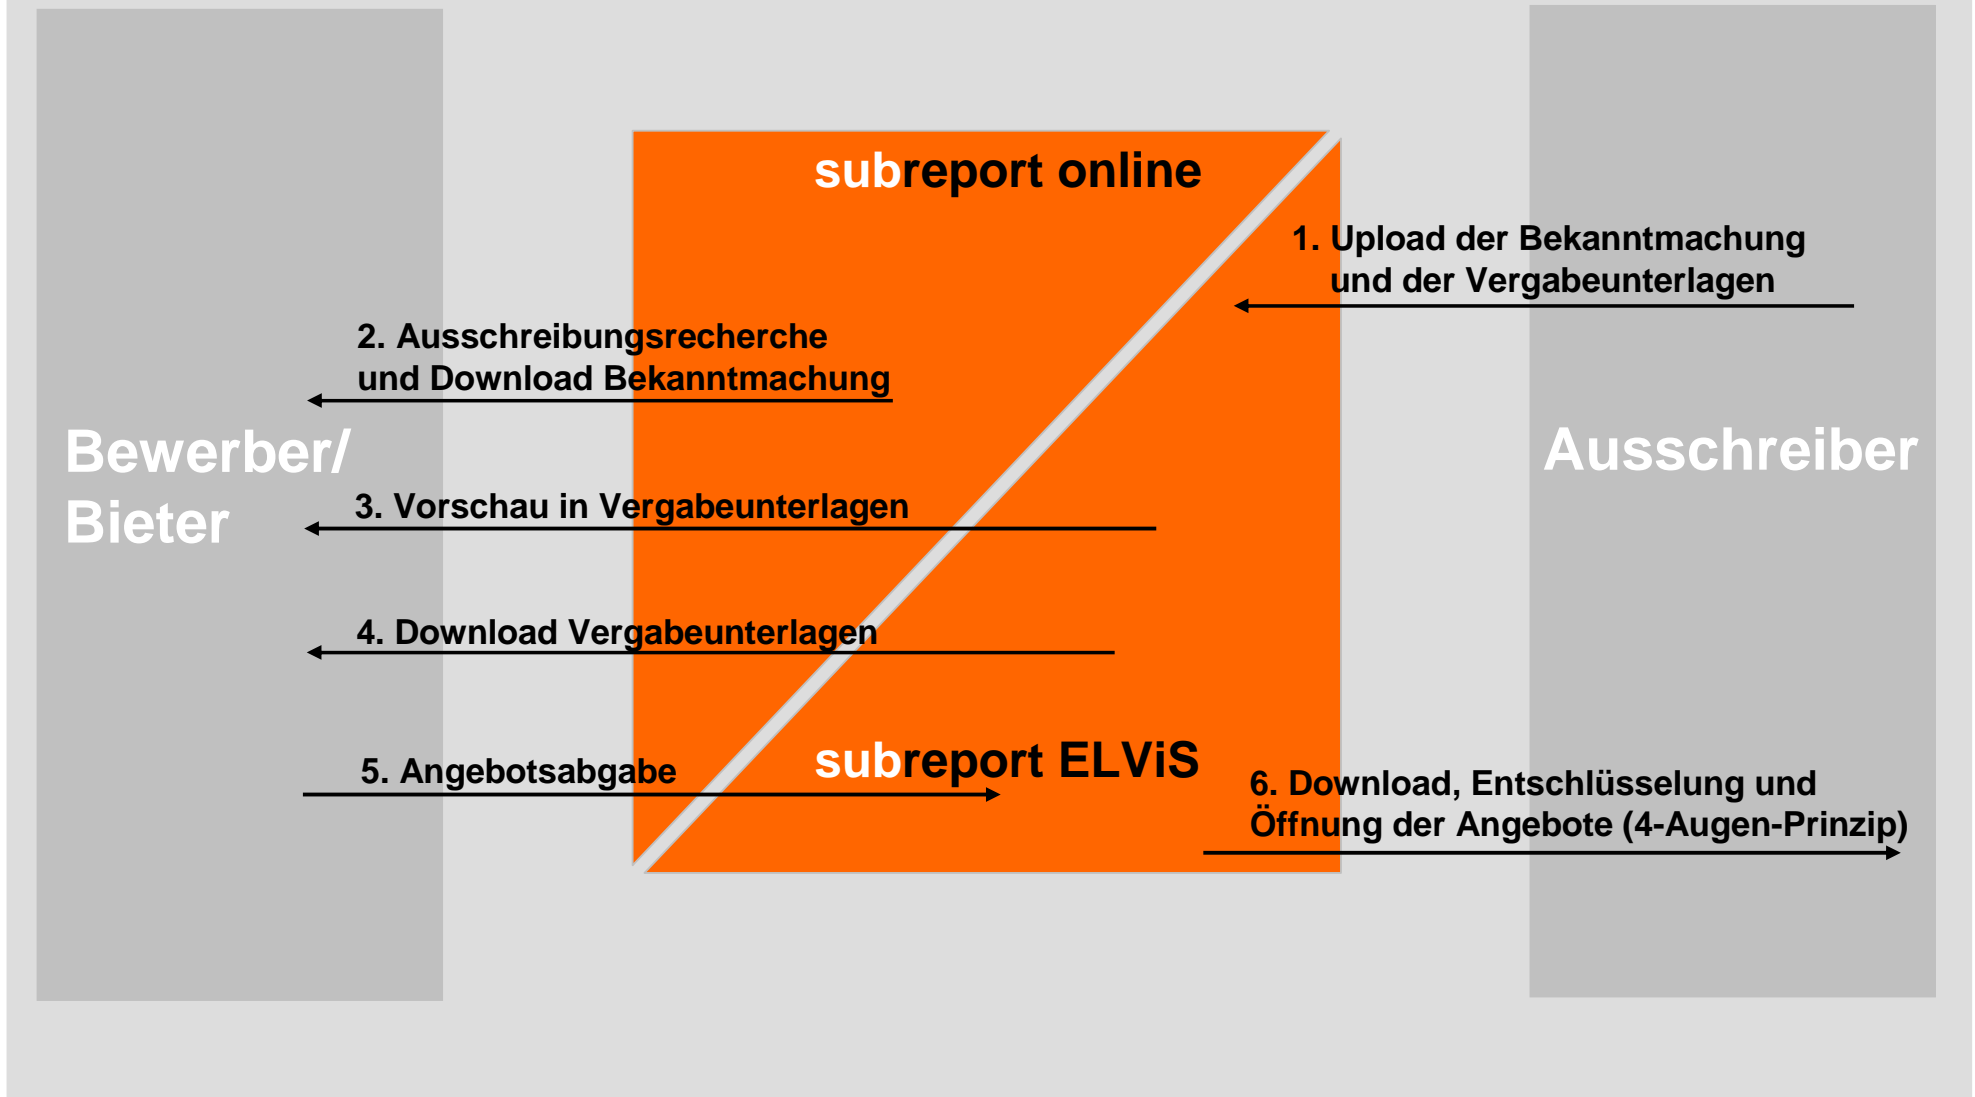 subreport online
1. Upload der Bekanntmachung
und der Vergabeunterlagen
2. Ausschreibungsrecherche
und Download Bekanntmachung
Bewerber/
Bieter
Ausschreiber
3. Vorschau in Vergabeunterlagen
4. Download Vergabeunterlagen
5. Angebotsabgabe
subreport ELViS
6. Download, Entschlüsselung und
Öffnung der Angebote (4-Augen-Prinzip)